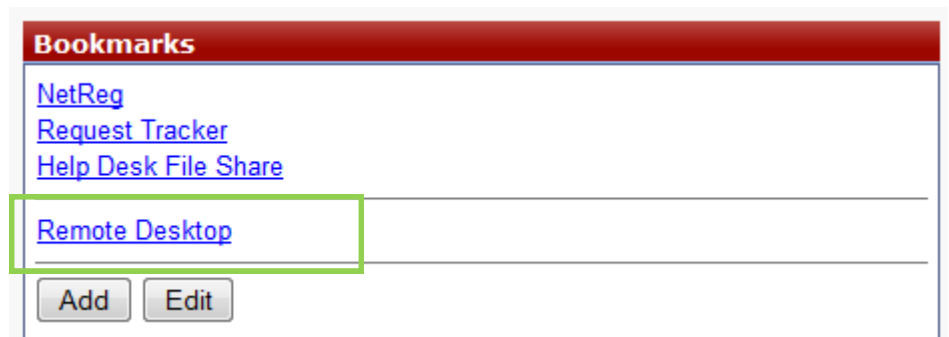 Bookmarks
NetReg
Request Tracker
Help Desk File Share
Remote Desktop
Add Edit